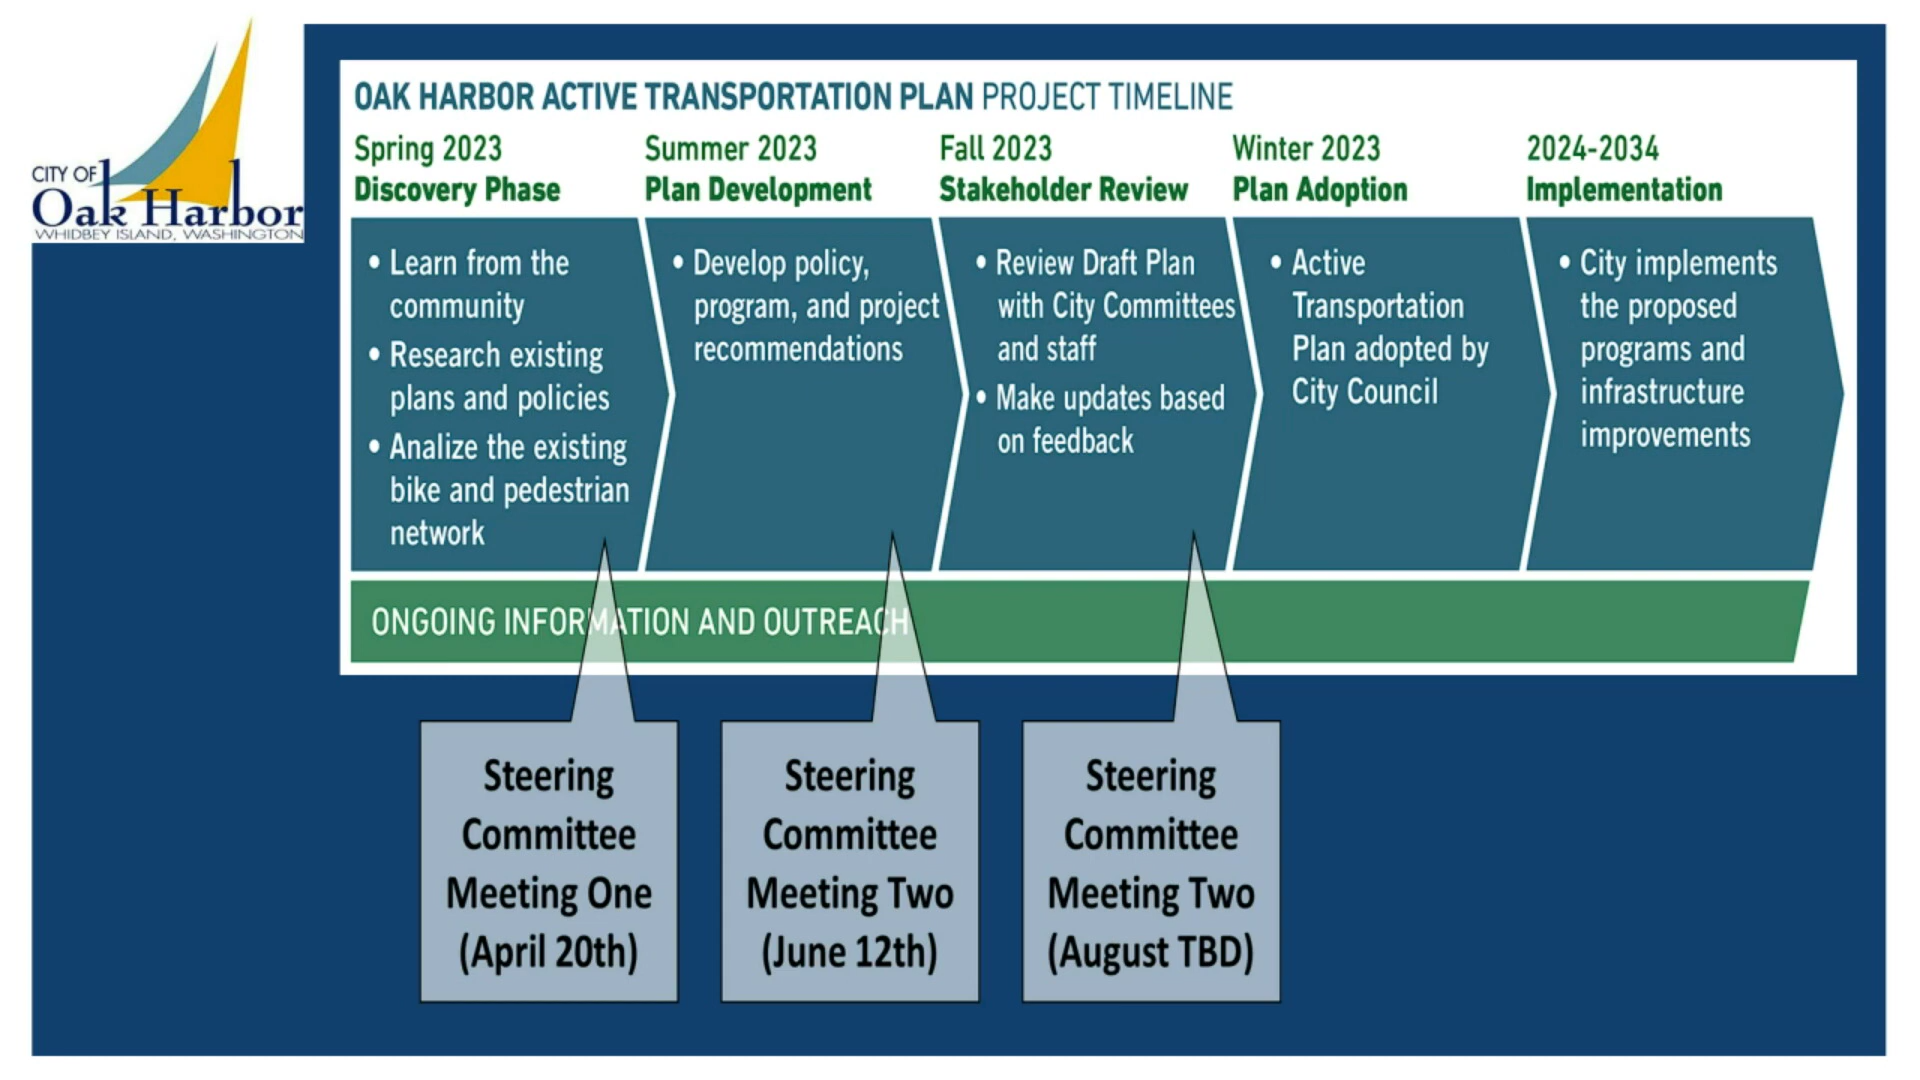 CITY OF
Oak Harbor
WHIDBEY ISLAND, WASHINGTON
OAK HARBOR ACTIVE TRANSPORTATION PLAN PROJECT TIMELINE
Spring 2023
Discovery Phase
• Learn from the
community
• Research existing
plans and policies
• Analize the existing
bike and pedestrian
network
Summer 2023
Plan Development
• Develop policy,
program, and project
recommendations
Fall 2023
Stakeholder Review
• Review Draft Plan
with City Committees
and staff
• Make updates based
on feedback
Winter 2023
Plan Adoption
• Active
Transportation
Plan adopted by
City Council
2024-2034
Implementation
• City implements
the proposed
programs and
infrastructure
improvements
ONGOING INFORMATION AND OUTREACH
Steering
Committee
Meeting One
(April 20th)
Steering
Committee
Meeting Two
(June 12th)
Steering
Committee
Meeting Two
(August TBD)